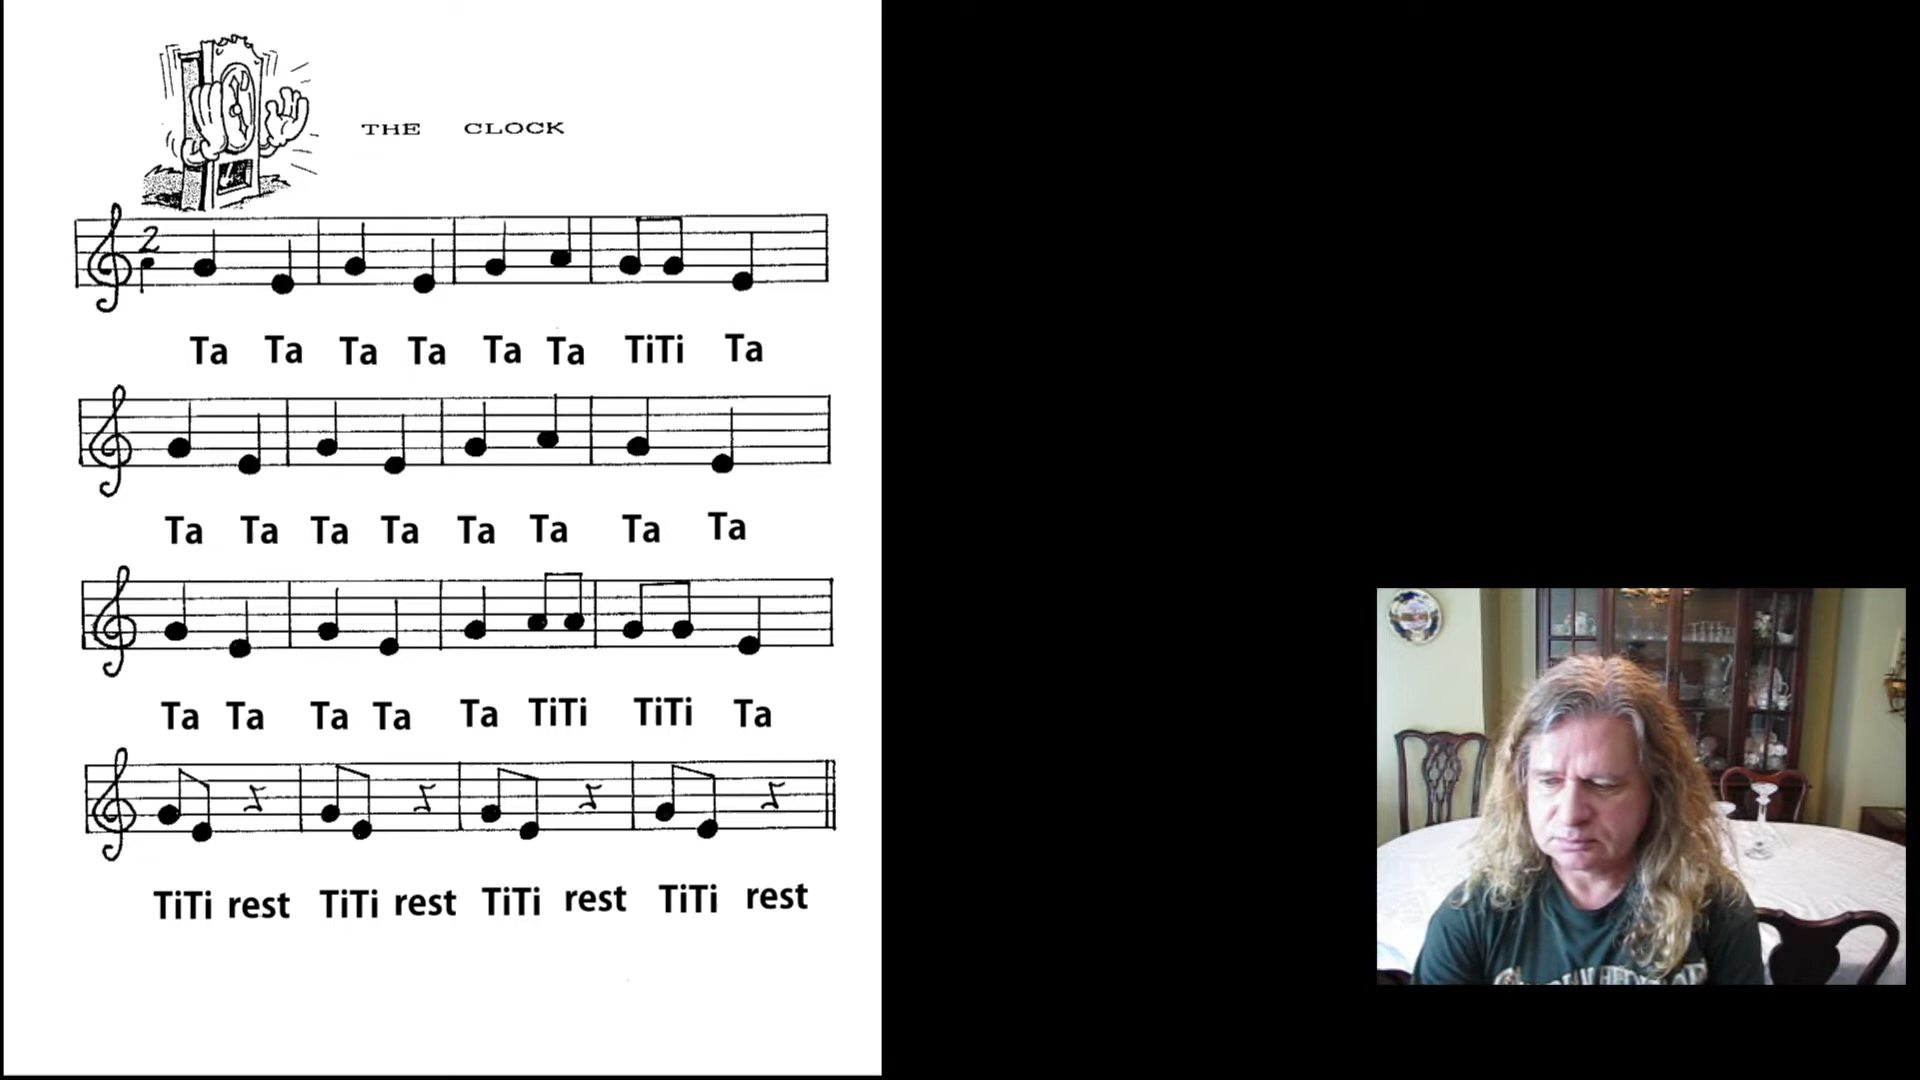 THE CLOCK
2
Ta Ta Ta Ta Ta Ta TiTi Ta
Ta Ta Ta Ta Ta Ta Ta Ta
Ta Ta Ta Ta Ta TiTi TiTi Ta
TiTi rest TiTi rest TiTi rest TiTi rest